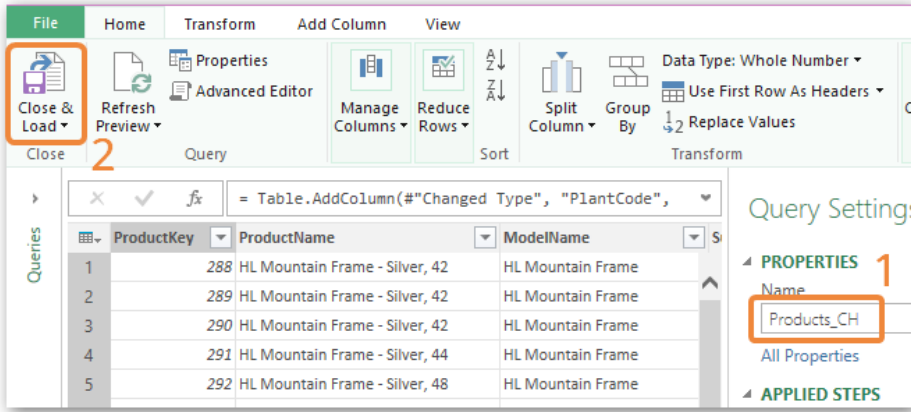 File Home Transform Add Column View
Close & Load
Refresh Preview
Properties
Advanced Editor
Manage Columns
Reduce Rows
A Z
Z A
Split Column
Group By
Data Type: Whole Number
Use First Row As Headers
1 2 Replace Values
Close 2 Query Sort Transform
Queries
fx = Table.AddColumn(#"Changed Type", "PlantCode",
ProductKey ProductName ModelName
1 288 HL Mountain Frame - Silver, 42 HL Mountain Frame
2 289 HL Mountain Frame - Silver, 42 HL Mountain Frame
3 290 HL Mountain Frame - Silver, 42 HL Mountain Frame
4 291 HL Mountain Frame - Silver, 44 HL Mountain Frame
5 292 HL Mountain Frame - Silver, 48 HL Mountain Frame
Query Settings
PROPERTIES 1
Name
Products_CH
All Properties
APPLIED STEPS